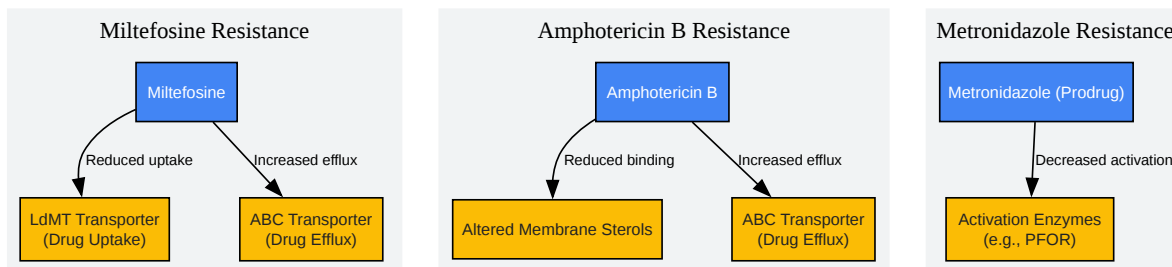 Miltefosine Resistance
Miltefosine
Reduced uptake
Increased efflux
LdMT Transporter
(Drug Uptake)
ABC Transporter
(Drug Efflux)
Amphotericin B Resistance
Amphotericin B
Reduced binding
Increased efflux
Altered Membrane Sterols
ABC Transporter
(Drug Efflux)
Metronidazole Resistance
Metronidazole (Prodrug)
Decreased activation
Activation Enzymes
(e.g., PFOR)